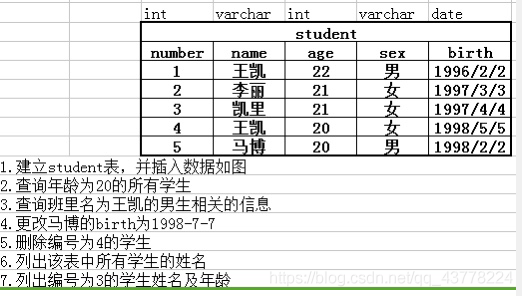 int varchar int varchar date
student
number name age sex birth
1 王凯 22 男 1996/2/2
2 李丽 21 女 1997/3/3
3 凯里 21 女 1997/4/4
4 王凯 20 女 1998/5/5
5 马博 20 男 1998/2/2
1.建立student表，并插入数据如图
2.查询年龄为20的所有学生
3.查询班里名为王凯的男生相关的信息
4.更改马博的birth为1998-7-7
5.删除编号为4的学生
6.列出该表中所有学生的姓名
7.列出编号为3的学生姓名及年龄
https://blog.csdn.net/qq_43778224